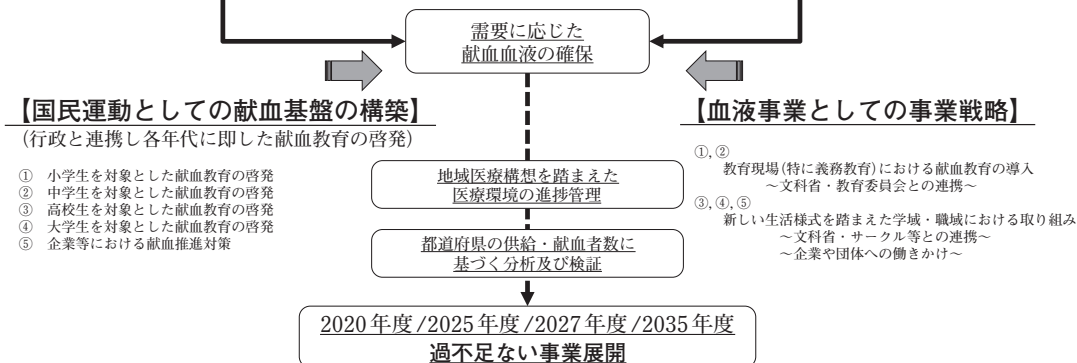 需要に応じた
献血血液の確保
【国民運動としての献血基盤の構築】
(行政と連携し各年代に即した献血教育の啓発)
① 小学生を対象とした献血教育の啓発
② 中学生を対象とした献血教育の啓発
③ 高校生を対象とした献血教育の啓発
④ 大学生を対象とした献血教育の啓発
⑤ 企業等における献血推進対策
【血液事業としての事業戦略】
①,②
教育現場(特に義務教育)における献血教育の導入
～文科省・教育委員会との連携～
③,④,⑤
新しい生活様式を踏まえた学域・職域における取り組み
～文科省・サークル等との連携～
～企業や団体への働きかけ～
地域医療構想を踏まえた
医療環境の進捗管理
都道府県の供給・献血者数に
基づく分析及び検証
2020年度/2025年度/2027年度/2035年度
過不足ない事業展開